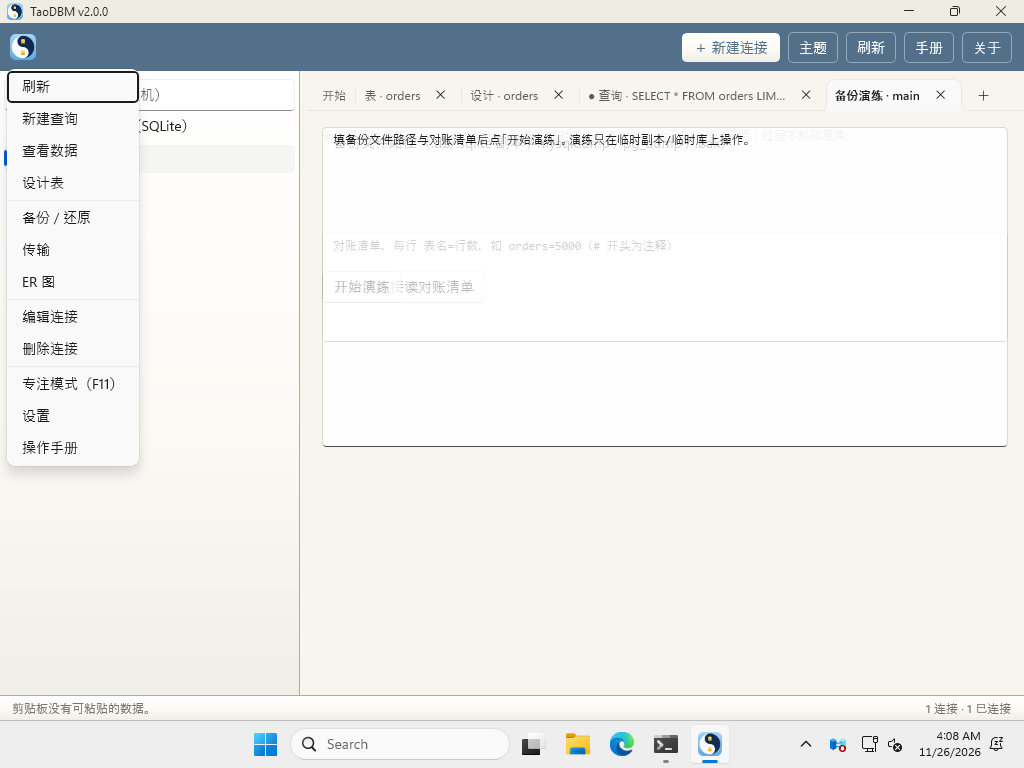 TaoDBM v2.0.0
+ 新建连接
主题
刷新
手册
关于
刷新
新建查询
查看数据
设计表
备份 / 还原
传输
ER 图
编辑连接
删除连接
专注模式（F11）
设置
操作手册
机）
(SQLite）
开始
表 · orders
设计 · orders
● 查询 · SELECT * FROM orders LIM...
备份演练 · main
填备份文件路径与对账清单后点「开始演练」。演练只在临时副本/临时库上操作。
对账清单, 每行 表名=行数, 如 orders=5000（# 开头为注释）
开始演练
读对账清单
剪贴板没有可粘贴的数据。
1 连接 · 1 已连接
Search
4:08 AM
11/26/2026